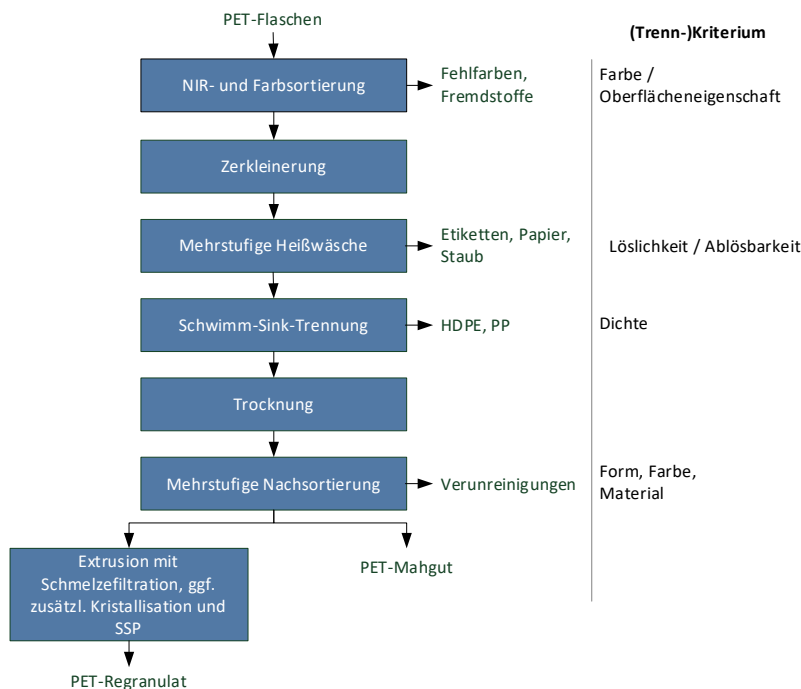 PET-Flaschen
(Trenn-)Kriterium
NIR- und Farbsortierung
Fehlfarben,
Fremdstoffe
Farbe /
Oberflächeneigenschaft
Zerkleinerung
Mehrstufige Heißwäsche
Etiketten, Papier,
Staub
Löslichkeit / Ablösbarkeit
Schwimm-Sink-Trennung
HDPE, PP
Dichte
Trocknung
Mehrstufige Nachsortierung
Verunreinigungen
Form, Farbe,
Material
Extrusion mit
Schmelzefiltration, ggf.
zusätzl. Kristallisation und
SSP
PET-Mahgut
PET-Regranulat